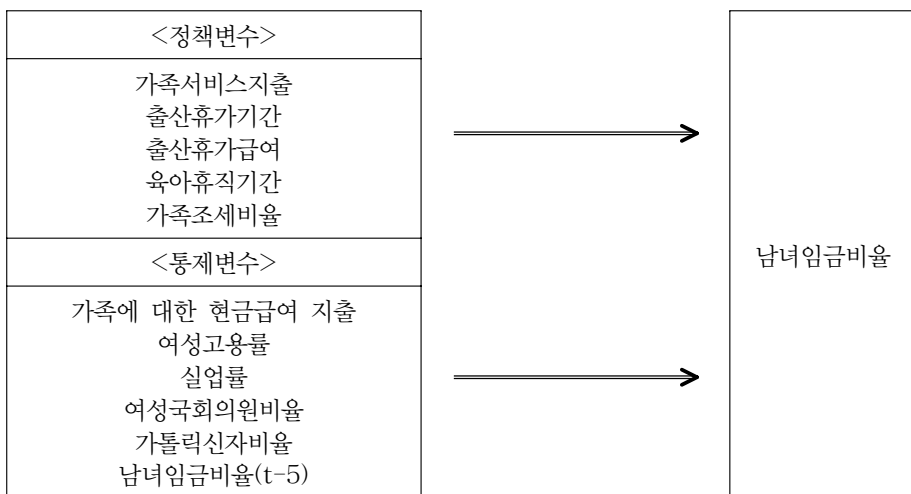 <정책변수>
가족서비스지출
출산휴가기간
출산휴가급여
육아휴직기간
가족조세비율
<통제변수>
가족에 대한 현금급여 지출
여성고용률
실업률
여성국회의원비율
가톨릭신자비율
남녀임금비율(t-5)
남녀임금비율